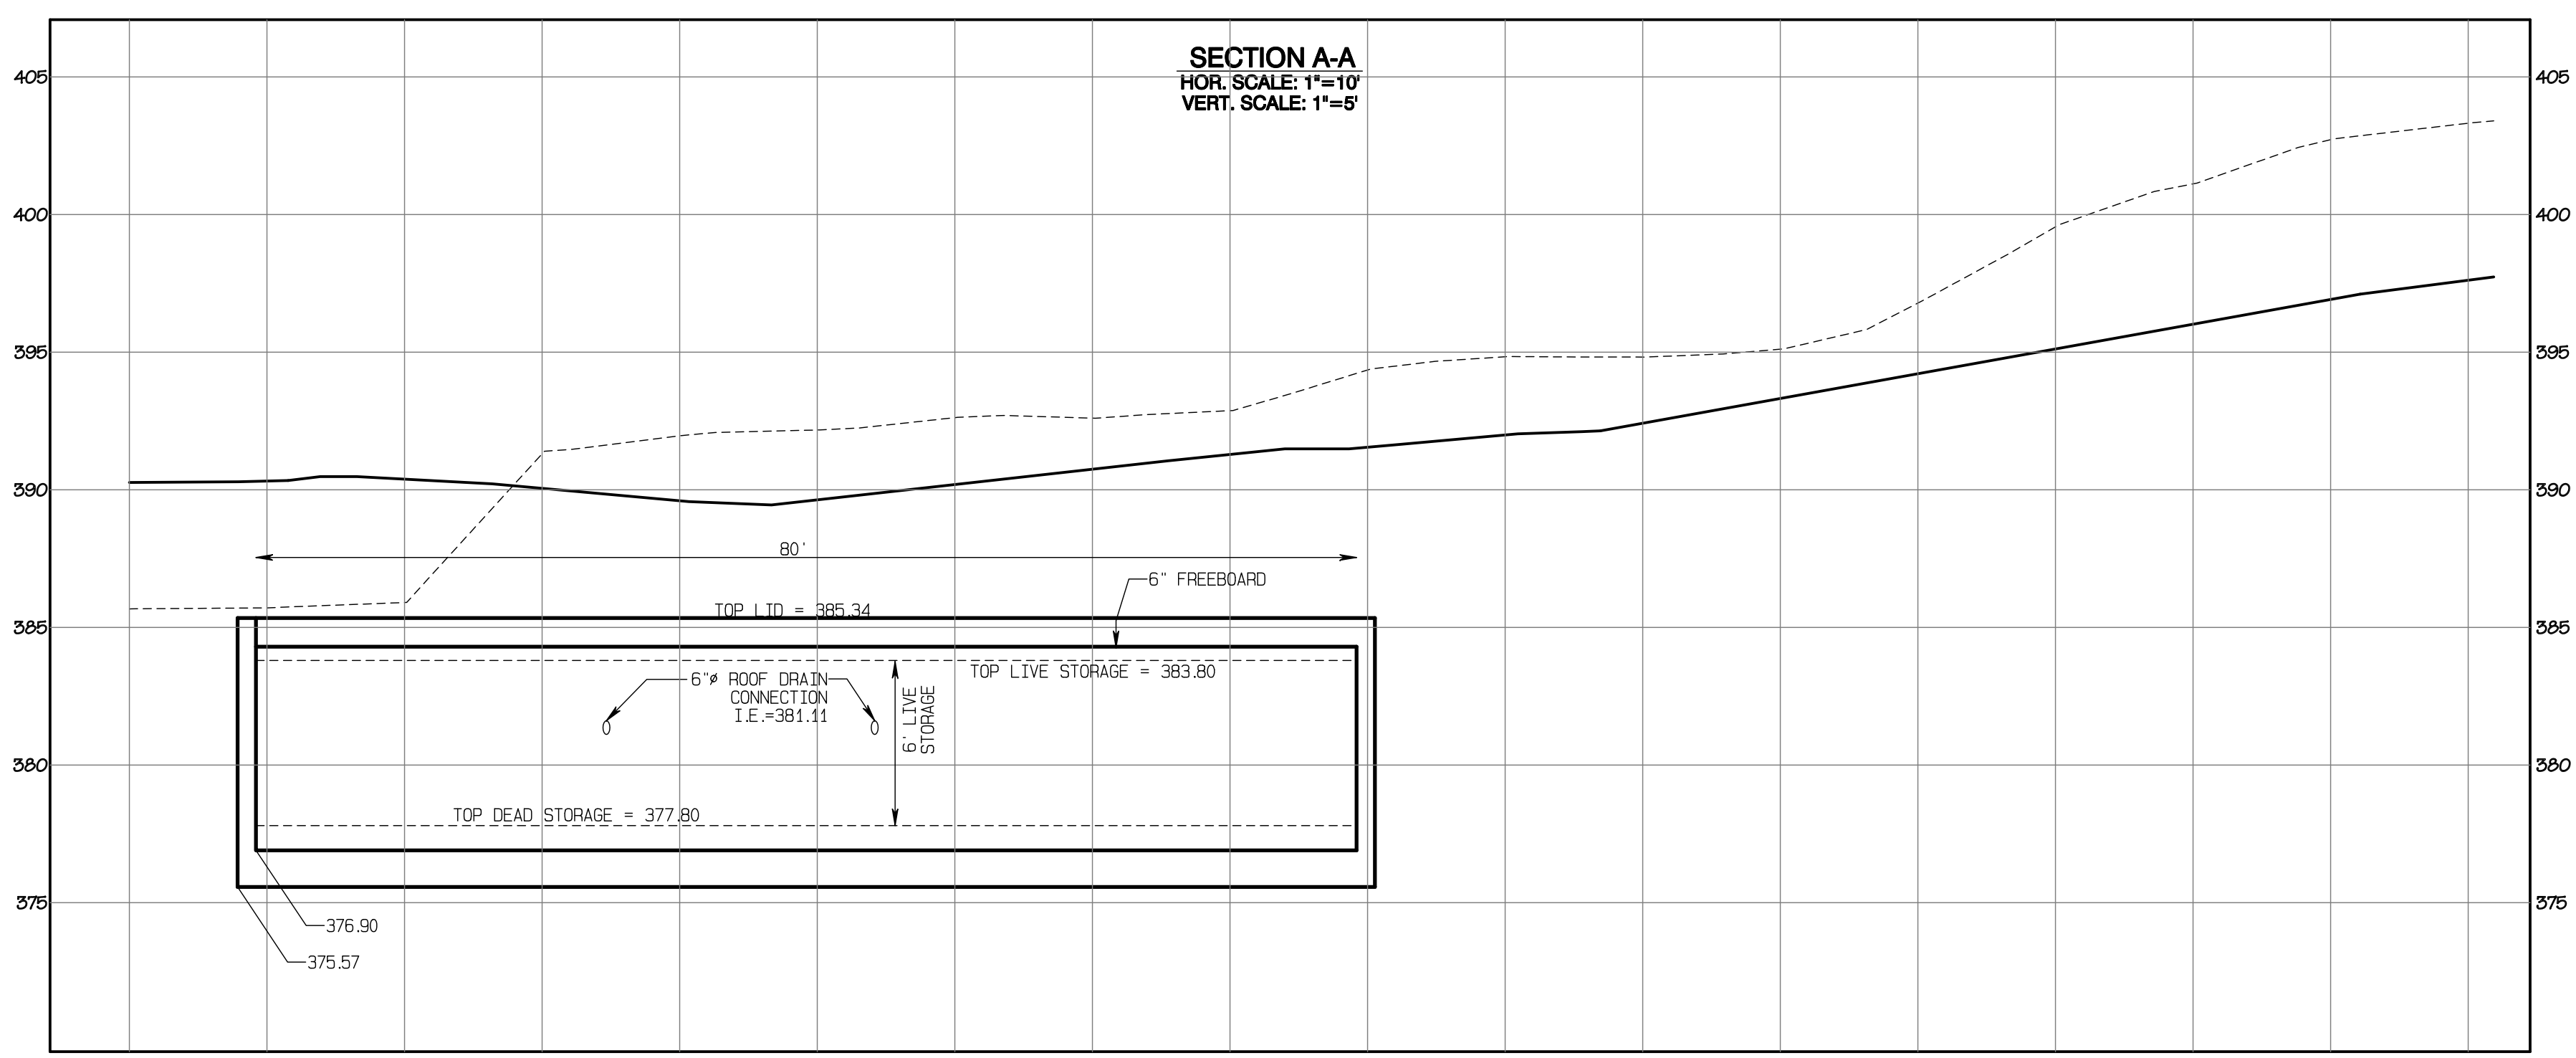 SECTION A-A
HOR. SCALE: 1"=10'
VERT. SCALE: 1"=5'
405 405
400 400
395 395
390 390
80'
6" FREEBOARD
TOP LID = 385.34
385 385
TOP LIVE STORAGE = 383.80
6"ø ROOF DRAIN
CONNECTION
I.E.=381.11
6' LIVE
STORAGE
380 380
TOP DEAD STORAGE = 377.80
375 375
376.90
375.57